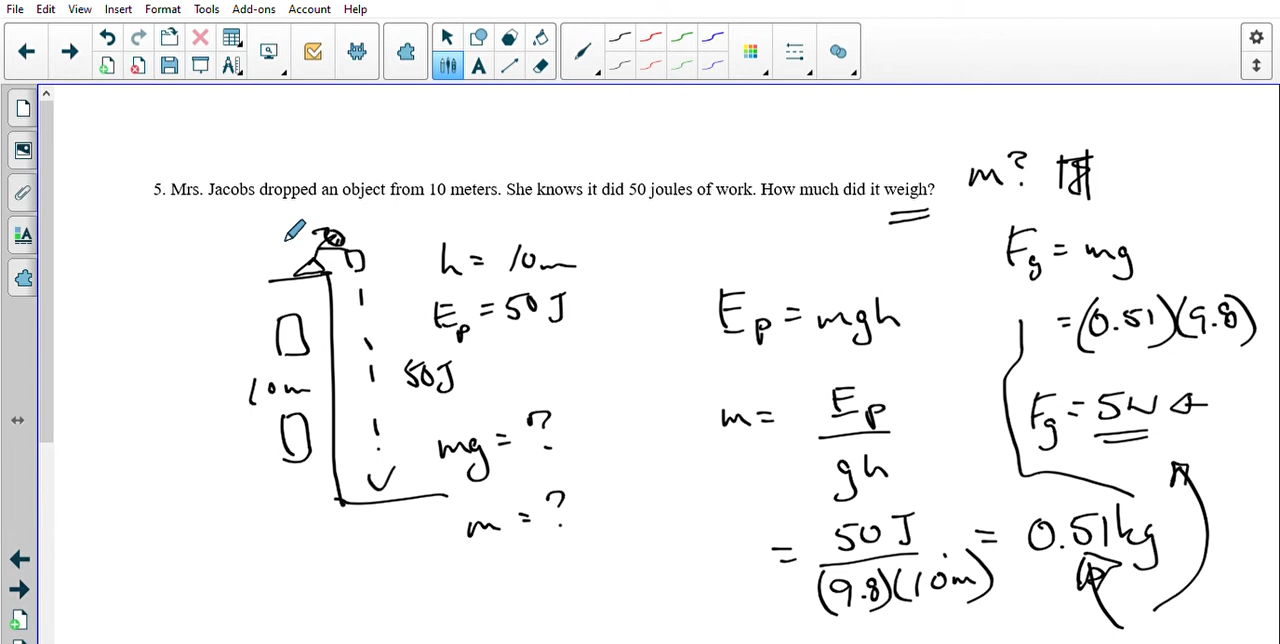 File Edit View Insert Format Tools Add-ons Account Help
5. Mrs. Jacobs dropped an object from 10 meters. She knows it did 50 joules of work. How much did it weigh?
m?
h = 10m
Ep = 50J
10m
50J
mg = ?
m = ?
Ep = mgh
m = Ep / gh
= 50J / (9.8)(10m) = 0.51kg
Fg = mg
= (0.51)(9.8)
Fg = 5N